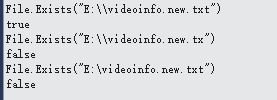 File.Exists("E:\\videoinfo.new.txt")
true
File.Exists("E:\\videoinfo.new.tx")
false
File.Exists("E:\videoinfo.new.txt")
false